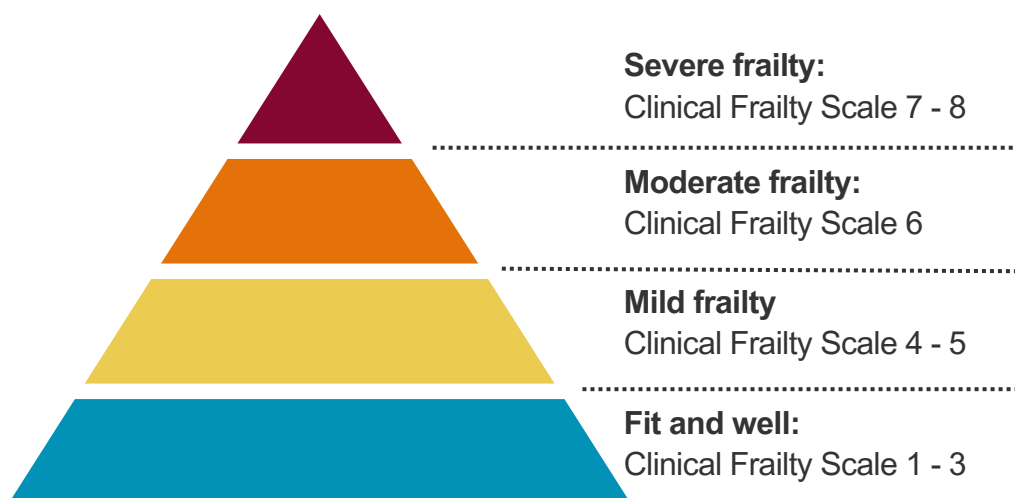 Severe frailty:
Clinical Frailty Scale 7 - 8
Moderate frailty:
Clinical Frailty Scale 6
Mild frailty
Clinical Frailty Scale 4 - 5
Fit and well:
Clinical Frailty Scale 1 - 3